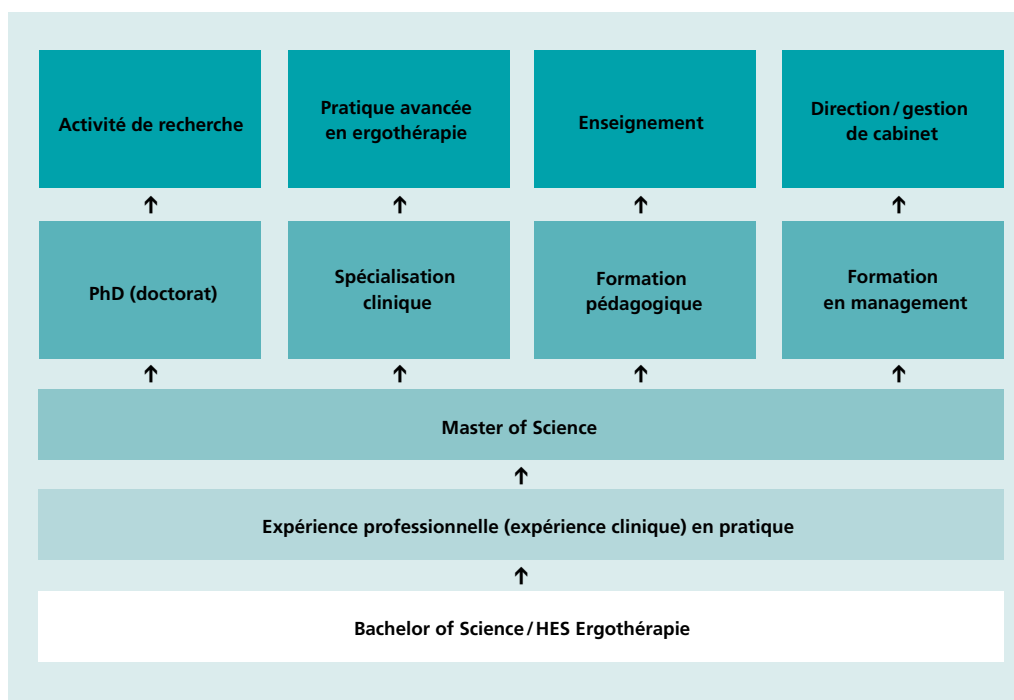 Activité de recherche
Pratique avancée
en ergothérapie
Enseignement
Direction / gestion
de cabinet
PhD (doctorat)
Spécialisation
clinique
Formation
pédagogique
Formation
en management
Master of Science
Expérience professionnelle (expérience clinique) en pratique
Bachelor of Science / HES Ergothérapie